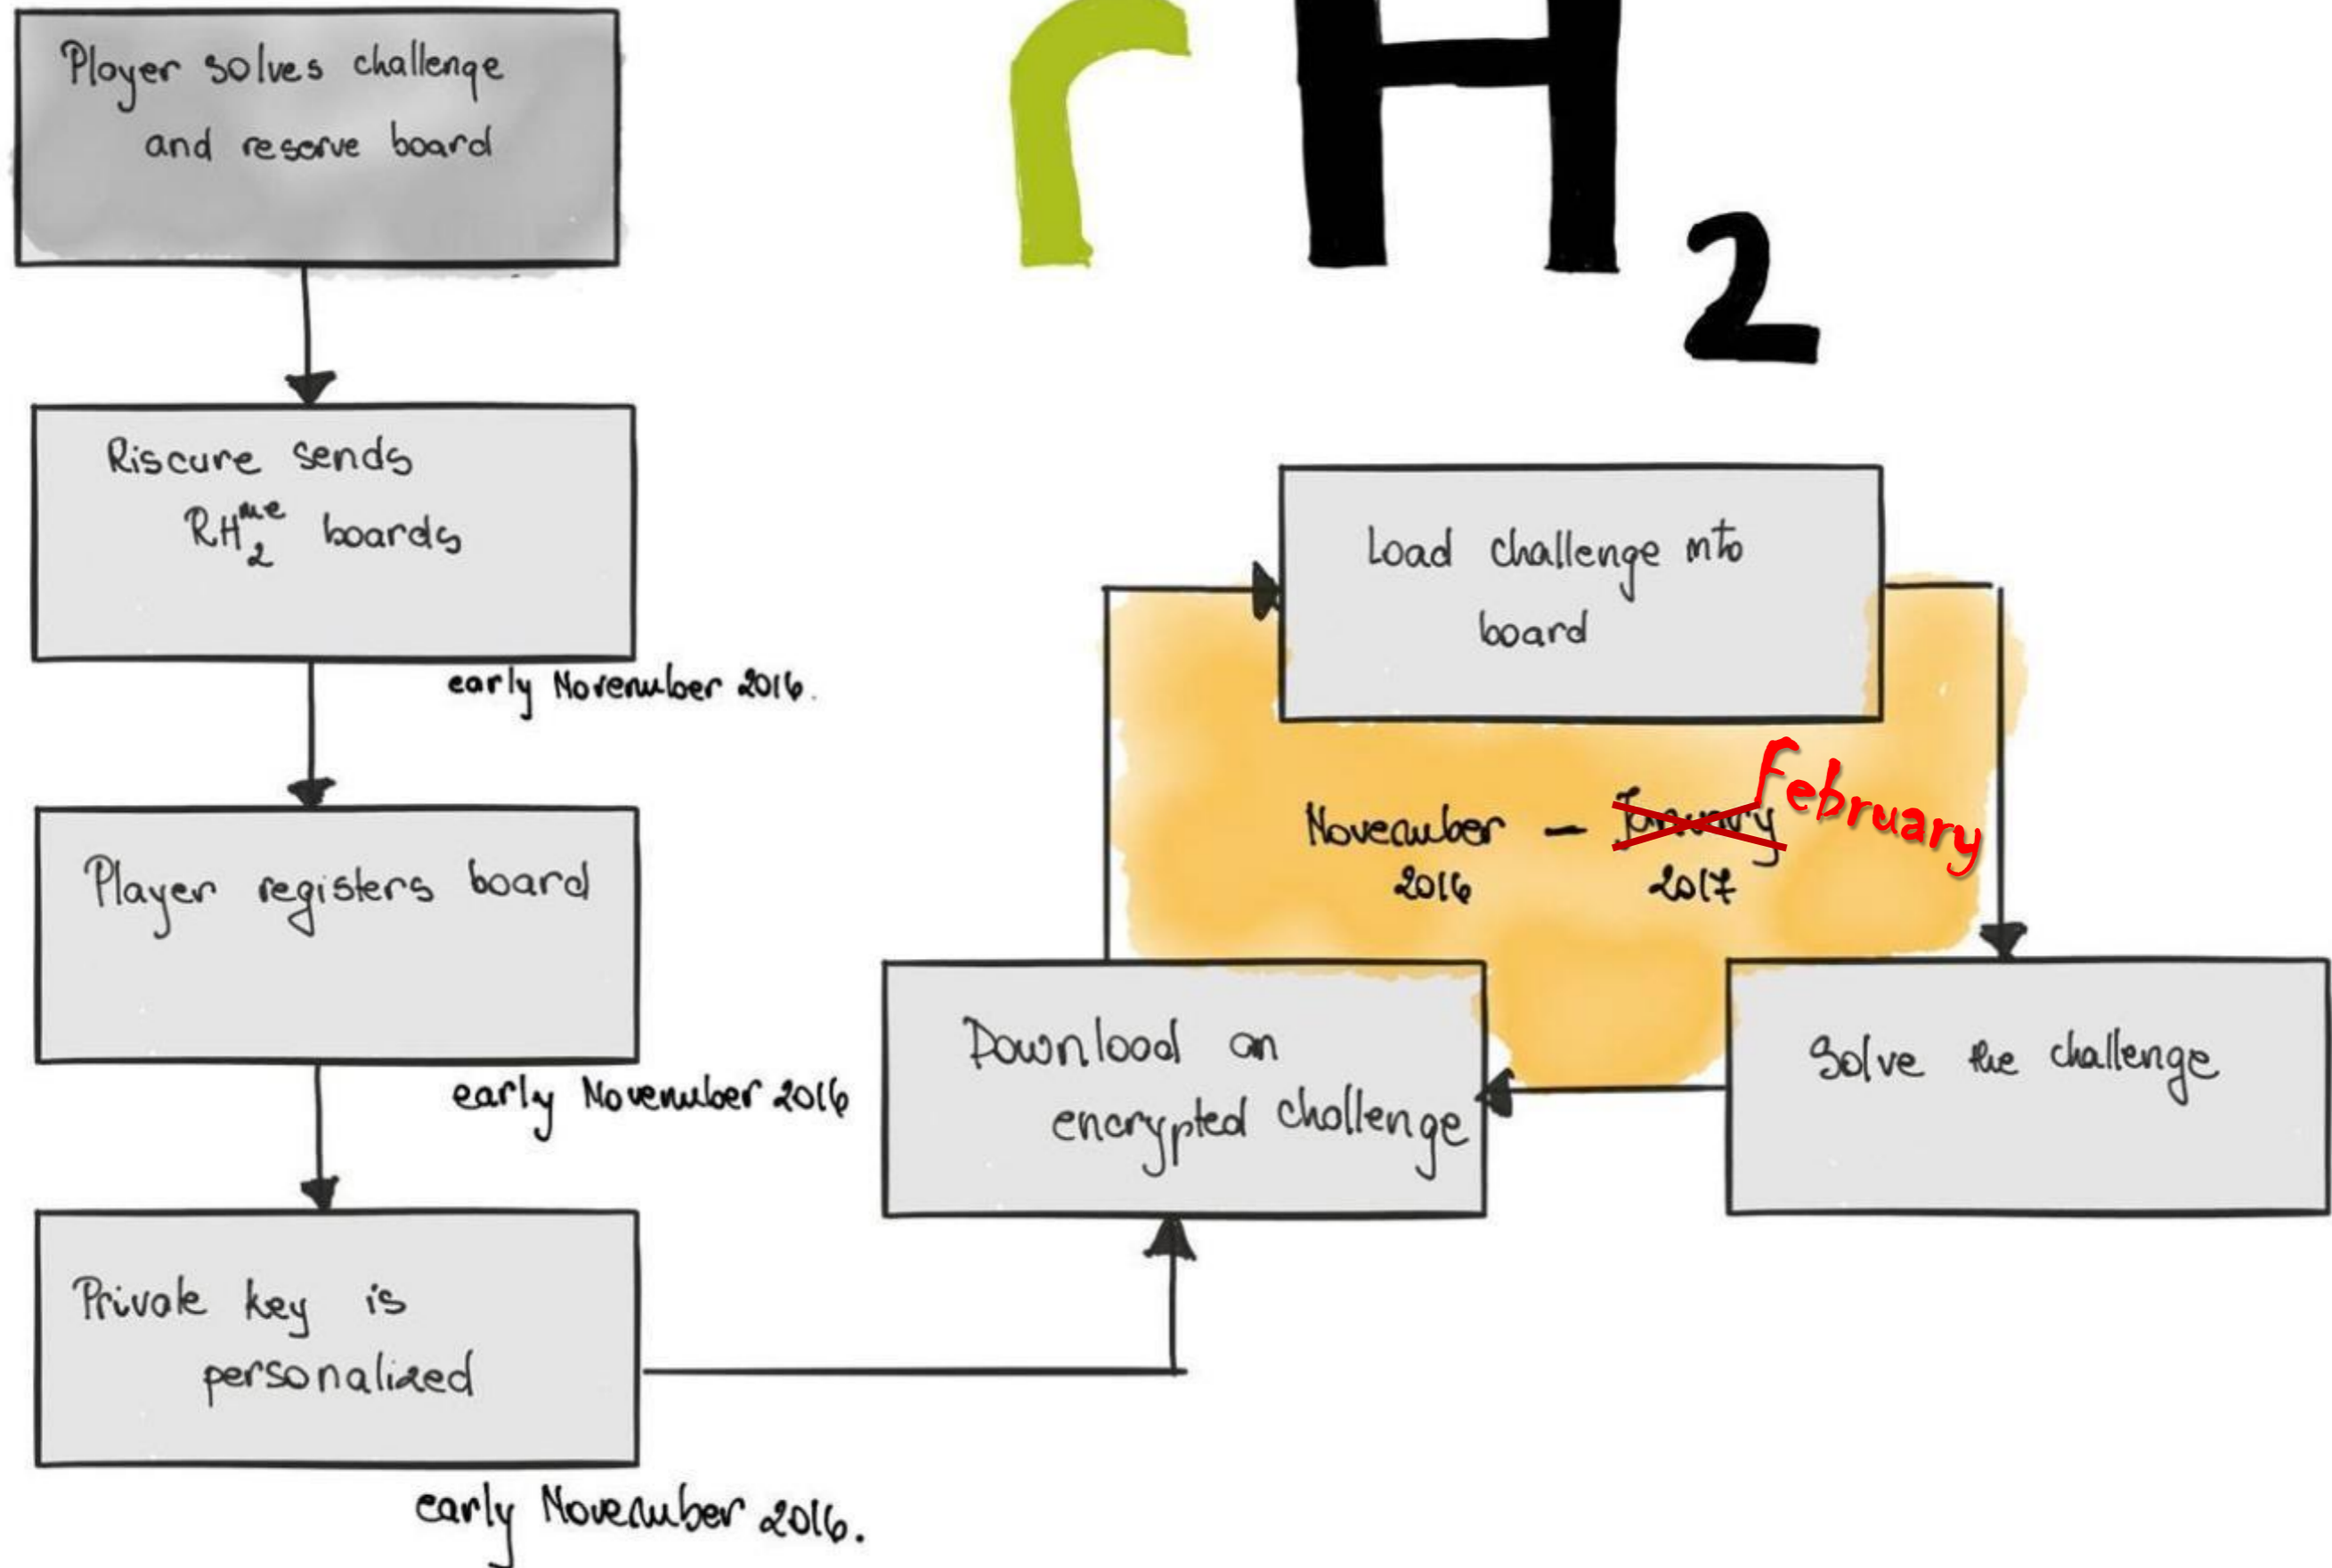 Player solves challenge
and reserve board
rH2
Riscure sends
RH2me boards
early November 2016.
Player registers board
early November 2016
Private key is
personalized
early November 2016.
Load challenge into
board
November – January February
2016 2017
Download an
encrypted challenge
Solve the challenge